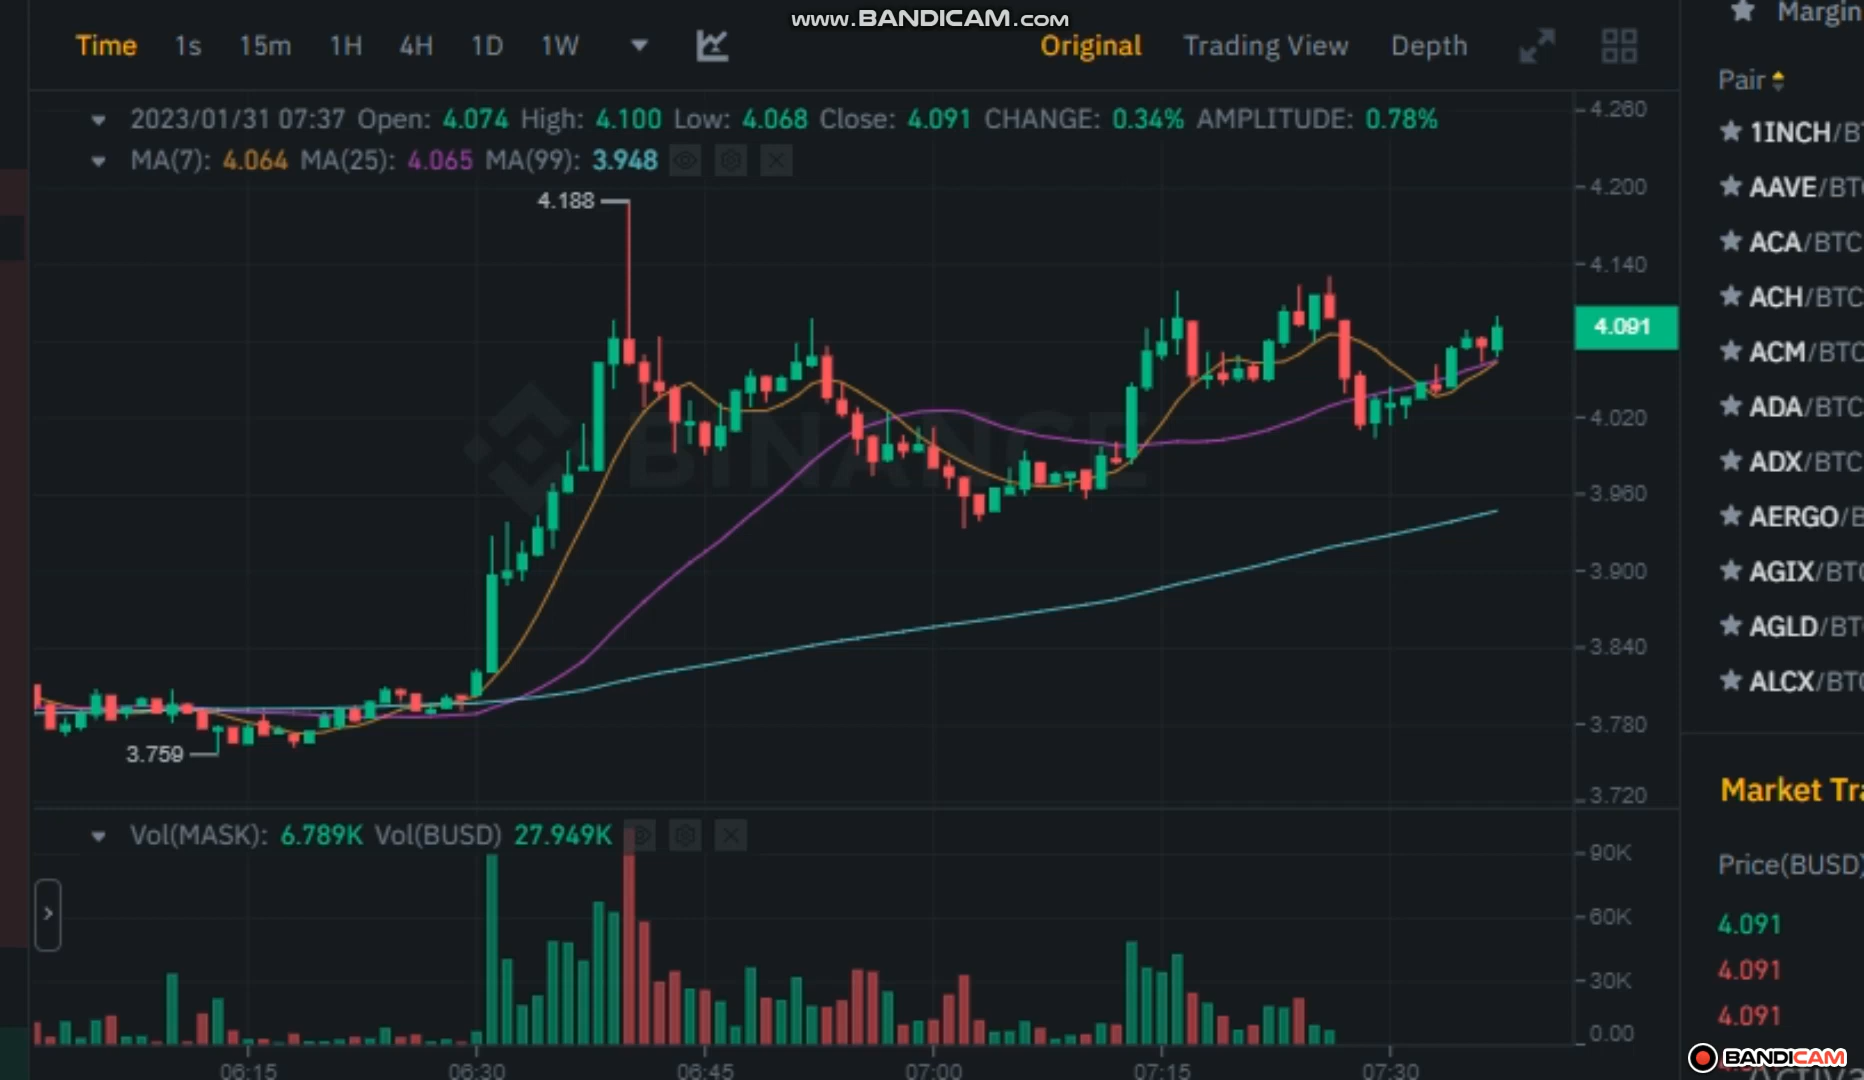 www.BANDICAM.com
Margin
Time 1s 15m 1H 4H 1D 1W Original Trading View Depth
Pair
2023/01/31 07:37 Open: 4.074 High: 4.100 Low: 4.068 Close: 4.091 CHANGE: 0.34% AMPLITUDE: 0.78%
MA(7): 4.064 MA(25): 4.065 MA(99): 3.948
4.260
4.200
4.140
4.091
4.020
3.960
3.900
3.840
3.780
3.720
4.188
3.759
BINANCE
1INCH/B
AAVE/BTC
ACA/BTC
ACH/BTC
ACM/BTC
ADA/BTC
ADX/BTC
AERGO/B
AGIX/BTC
AGLD/BTC
ALCX/BTC
Vol(MASK): 6.789K Vol(BUSD) 27.949K
90K
60K
30K
0.00
06:15 06:30 06:45 07:00 07:15 07:30
Market Tra
Price(BUSD)
4.091
4.091
4.091
BANDICAM